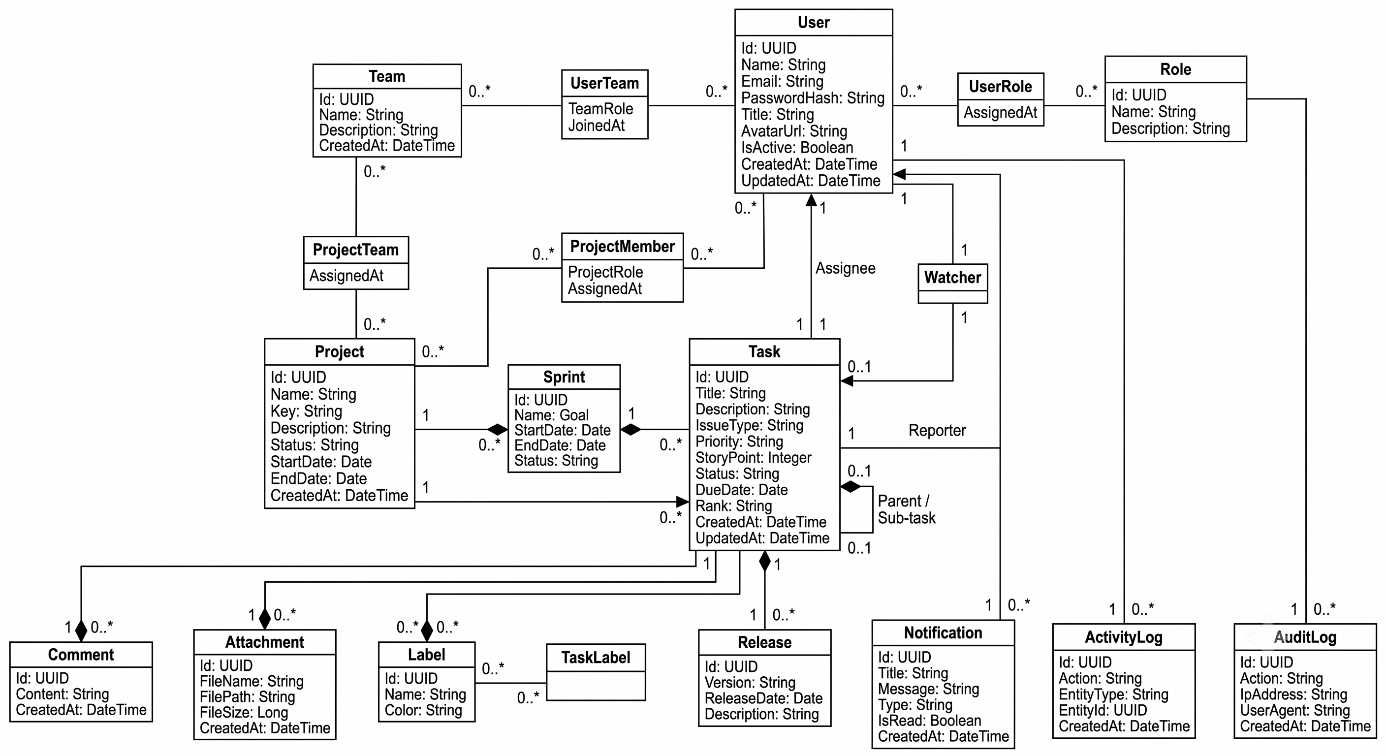 User
Id: UUID
Name: String
Email: String
PasswordHash: String
Title: String
AvatarUrl: String
IsActive: Boolean
CreatedAt: DateTime
UpdatedAt: DateTime
Team
Id: UUID
Name: String
Description: String
CreatedAt: DateTime
0..*
UserTeam
TeamRole
JoinedAt
0..*
0..*
UserRole
AssignedAt
0..*
Role
Id: UUID
Name: String
Description: String
0..*
1
1
0..*
1
ProjectTeam
AssignedAt
0..*
0..*
ProjectMember
ProjectRole
AssignedAt
0..*
Assignee
1
Watcher
1
0..*
1
1
Project
Id: UUID
Name: String
Key: String
Description: String
Status: String
StartDate: Date
EndDate: Date
CreatedAt: DateTime
0..*
1
0..*
1
0..*
Sprint
Id: UUID
Name: Goal
StartDate: Date
EndDate: Date
Status: String
1
0..*
Task
Id: UUID
Title: String
Description: String
IssueType: String
Priority: String
StoryPoint: Integer
Status: String
DueDate: Date
Rank: String
CreatedAt: DateTime
UpdatedAt: DateTime
0..1
1
Reporter
0..1
Parent /
Sub-task
0..1
1
1
1
0..*
1
0..*
0..*
0..*
1
0..*
1
0..*
1
0..*
1
0..*
Comment
Id: UUID
Content: String
CreatedAt: DateTime
Attachment
Id: UUID
FileName: String
FilePath: String
FileSize: Long
CreatedAt: DateTime
Label
Id: UUID
Name: String
Color: String
0..*
0..*
TaskLabel
Release
Id: UUID
Version: String
ReleaseDate: Date
Description: String
Notification
Id: UUID
Title: String
Message: String
Type: String
IsRead: Boolean
CreatedAt: DateTime
ActivityLog
Id: UUID
Action: String
EntityType: String
EntityId: UUID
CreatedAt: DateTime
AuditLog
Id: UUID
Action: String
IpAddress: String
UserAgent: String
CreatedAt: DateTime